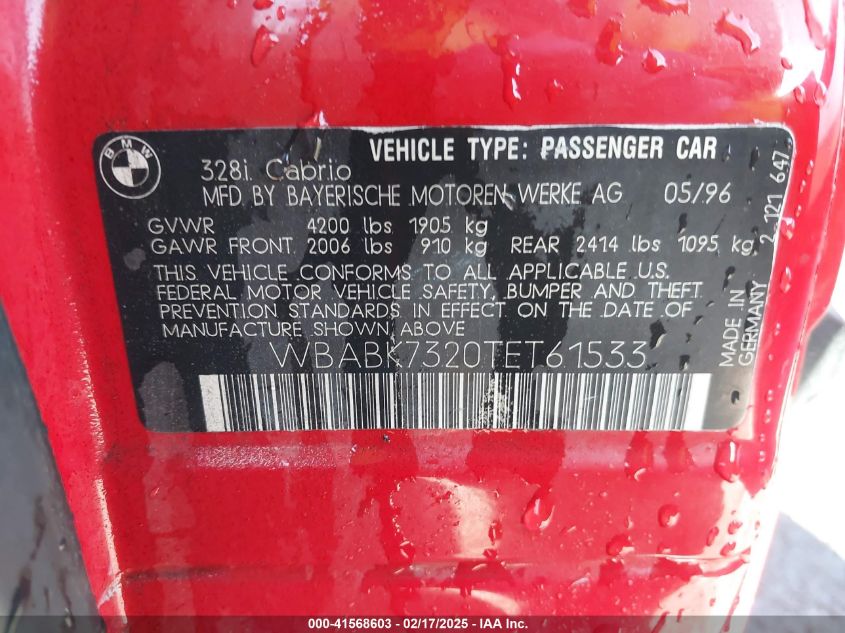 BMW
328i. Cabrio VEHICLE TYPE: PASSENGER CAR
MFD BY BAYERISCHE MOTOREN WERKE AG 05/96
GVWR 4200 lbs 1905 kg
GAWR FRONT 2006 lbs 910 kg REAR 2414 lbs 1095 kg
THIS VEHICLE CONFORMS TO ALL APPLICABLE U.S.
FEDERAL MOTOR VEHICLE SAFETY, BUMPER AND THEFT
PREVENTION STANDARDS IN EFFECT ON THE DATE OF
MANUFACTURE SHOWN ABOVE
WBABK7320TET61533
MADE IN
GERMANY
2 121 647
000-41568603 - 02/17/2025 - IAA Inc.